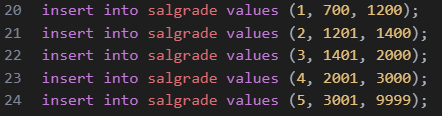 20 insert into salgrade values (1, 700, 1200);
21 insert into salgrade values (2, 1201, 1400);
22 insert into salgrade values (3, 1401, 2000);
23 insert into salgrade values (4, 2001, 3000);
24 insert into salgrade values (5, 3001, 9999);